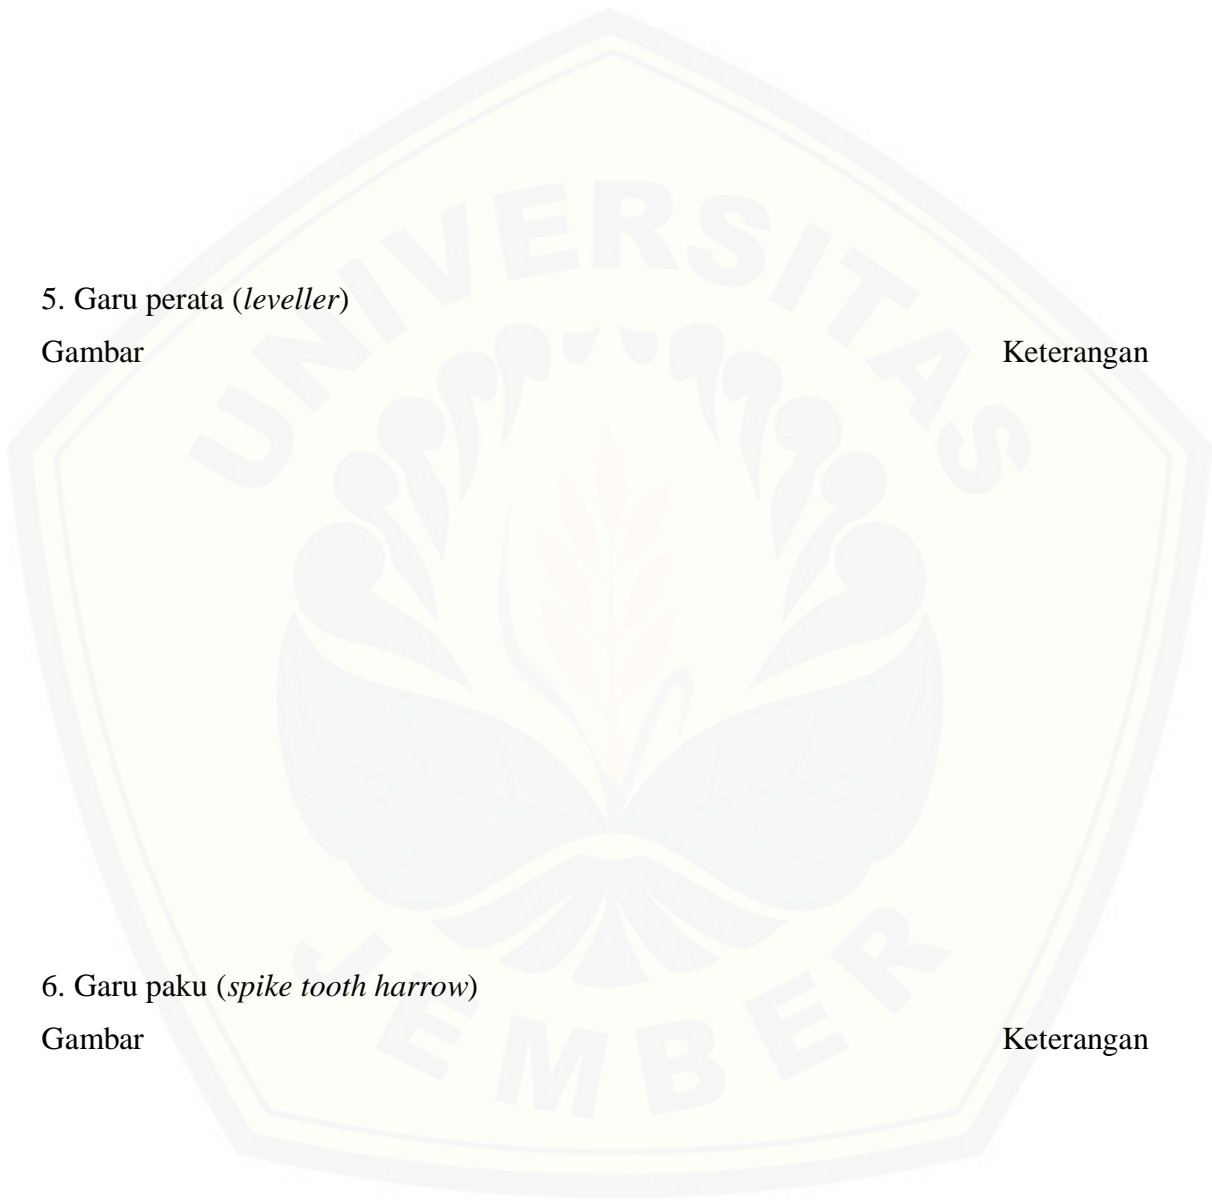 UNIVERSITAS
5. Garu perata (leveller)
Gambar Keterangan
6. Garu paku (spike tooth harrow)
Gambar Keterangan
JEMBER